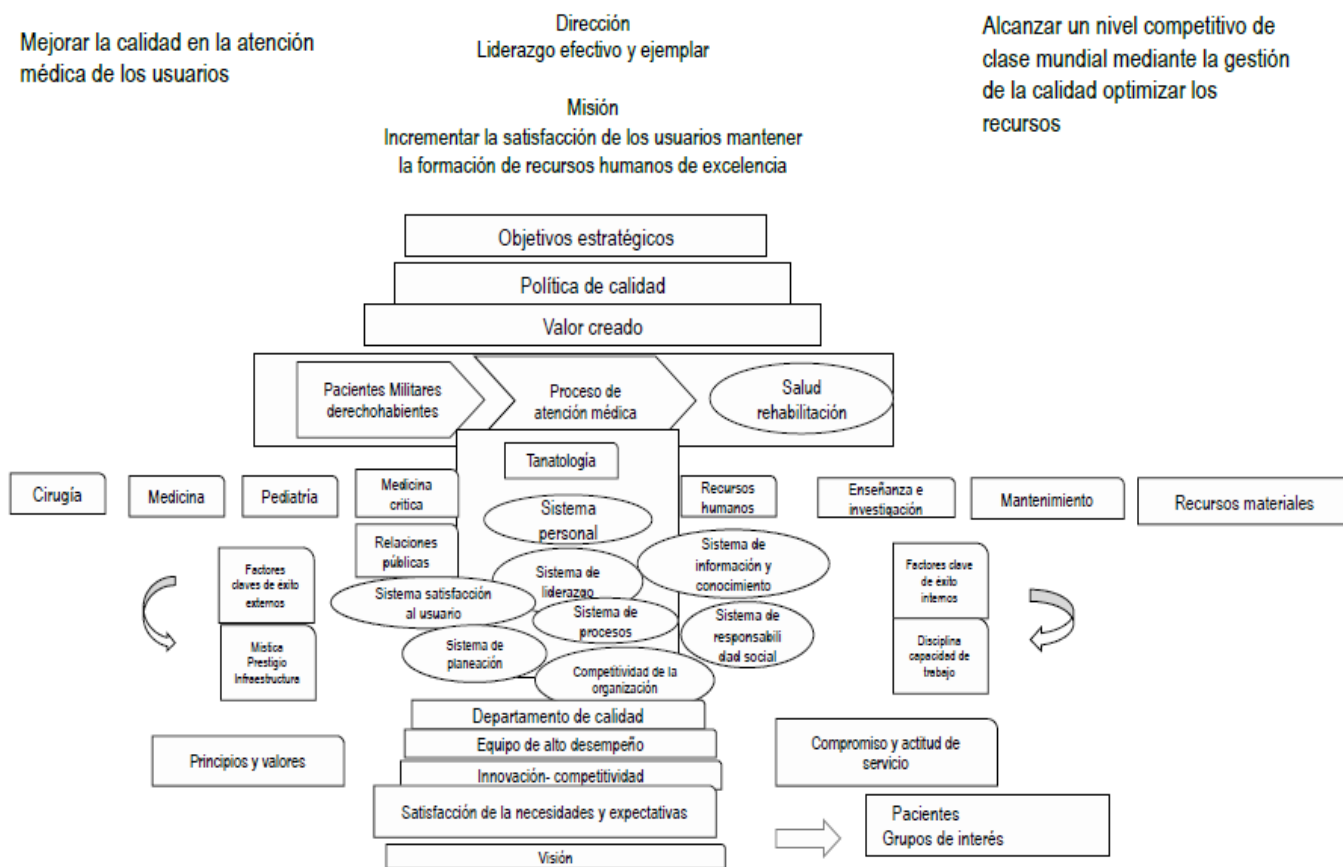 Mejorar la calidad en la atención
médica de los usuarios
Dirección
Liderazgo efectivo y ejemplar
Misión
Incrementar la satisfacción de los usuarios mantener
la formación de recursos humanos de excelencia
Alcanzar un nivel competitivo de
clase mundial mediante la gestión
de la calidad optimizar los
recursos
Objetivos estratégicos
Política de calidad
Valor creado
Pacientes Militares
derechohabientes
Proceso de
atención médica
Salud
rehabilitación
Tanatología
Cirugía
Medicina
Pediatría
Medicina
critica
Recursos
humanos
Enseñanza e
investigación
Mantenimiento
Recursos materiales
Sistema
personal
Relaciones
públicas
Sistema de
información y
conocimiento
Factores
claves de éxito
externos
Sistema de
liderazgo
Factores clave
de éxito
internos
Sistema satisfacción
al usuario
Sistema de
procesos
Sistema de
responsabili
dad social
Mistica
Prestigio
Infraestructura
Sistema de
planeación
Disciplina
capacidad de
trabajo
Competitividad de la
organización
Departamento de calidad
Equipo de alto desempeño
Innovación- competitividad
Satisfacción de la necesidades y expectativas
Visión
Principios y valores
Compromiso y actitud de
servicio
Pacientes
Grupos de interés